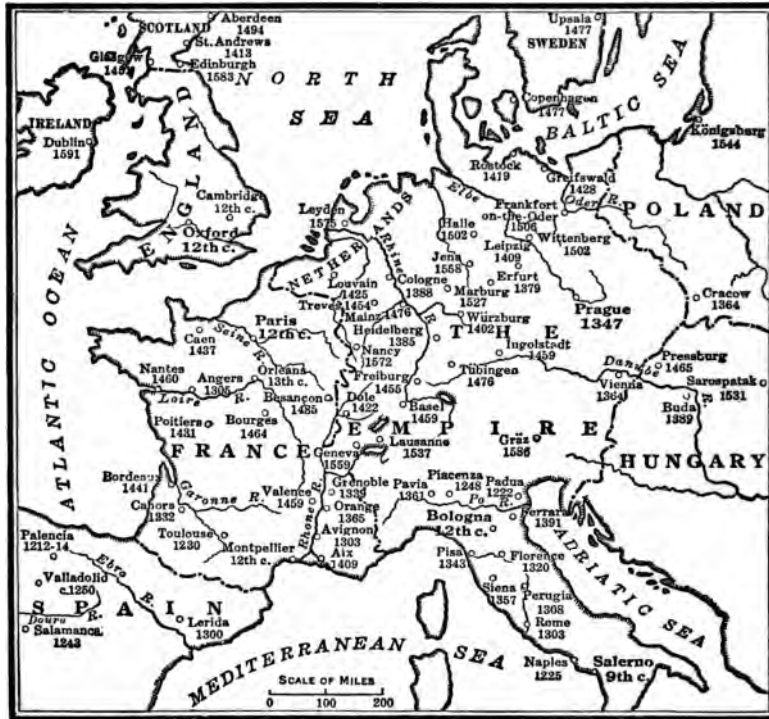 Aberdeen
1494
SCOTLAND
St. Andrews
1413
Glasgow
Edinburgh
1583
NORTH
SEA
Upsala
1477
SWEDEN
BALTIC SEA
Copenhagen
1477
Königsberg
1544
IRELAND
Dublin
1591
ENGLAND
Cambridge
12th c.
Oxford
12th c.
ATLANTIC OCEAN
Rostock
1419
Greifswald
1428
Elbe
Oder R.
POLAND
Frankfort
on-the-Oder
1506
Leyden
1575
NETHERLANDS
Rhine
R.
Halle
1502
Wittenberg
1502
Leipzig
1409
Jena
1558
Erfurt
1379
Louvain
1425
Cologne
1388
Marburg
1527
Prague
1347
Cracow
1364
Treves 1454
Mainz 1476
Würzburg
1402
Heidelberg
1385
THE
Paris
12th c.
Seine R.
Caen
1437
Nancy
1572
Ingolstadt
1459
Tübingen
1476
Danube
R.
Pressburg
1465
Vienna
1364
Sarospatak
1531
Buda
1389
Nantes
1460
Angers
1305
Loire R.
Orleans
13th c.
Besançon
1485
Dole
1422
Freiburg
1455
Basel
1459
Poitiers
1431
Bourges
1464
EMPIRE
FRANCE
Geneva
1559
Lausanne
1537
Gräz
1586
HUNGARY
Bordeaux
1441
Garonne R.
Cahors
1332
Valence
1459
Rhone R.
Grenoble
1339
Orange
1365
Avignon
1303
Aix
1409
Toulouse
1230
Montpellier
12th c.
Pavia
1361
Piacenza
1248
Padua
1222
Po R.
Ferrara
1391
Bologna
12th c.
ADRIATIC SEA
Pisa
1343
Florence
1320
Siena
1357
Perugia
1308
Rome
1303
Naples
1225
Salerno
9th c.
Palencia
1212-14
Ebro R.
Valladolid
c.1250
SPAIN
Douro R.
Salamanca
1243
Lerida
1300
MEDITERRANEAN SEA
SCALE OF MILES
0 100 200